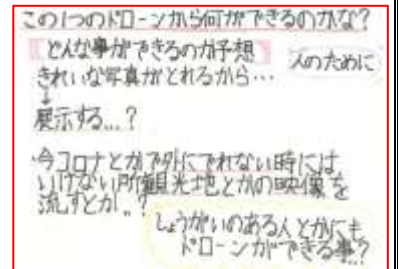 この1つのドローンから何ができるのかな？
どんな事ができるのか予想
人のために
きれいな写真がとれるから…
↓
展示する…？
今コロナとかで外にでれない時には
いけない所観光地とかの映像を
流すとか…？
しょうがいのある人とかにも
ドローンができる事？